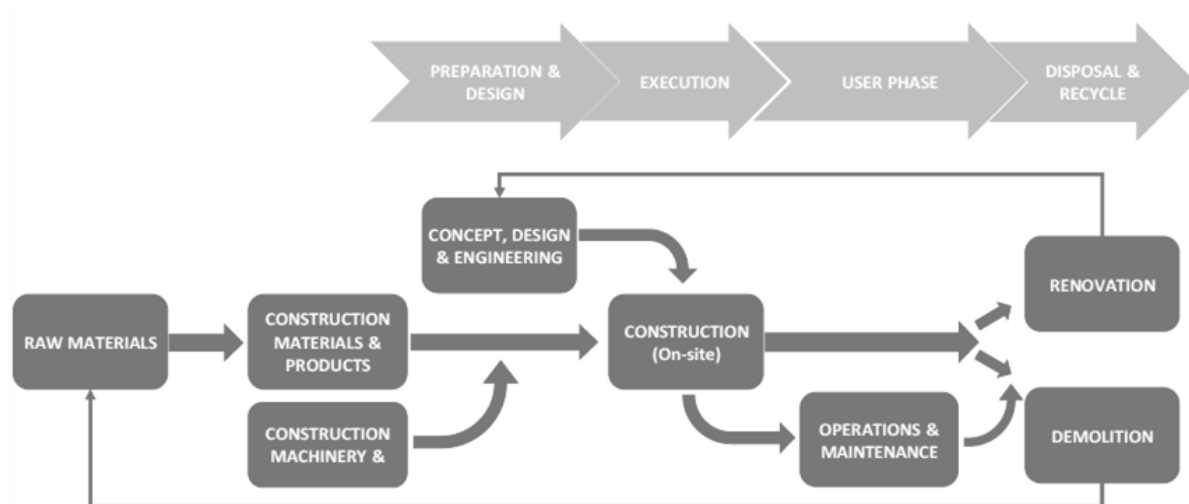 PREPARATION &
DESIGN
EXECUTION
USER PHASE
DISPOSAL &
RECYCLE
CONCEPT, DESIGN
& ENGINEERING
RENOVATION
RAW MATERIALS
CONSTRUCTION
MATERIALS &
PRODUCTS
CONSTRUCTION
(On-site)
CONSTRUCTION
MACHINERY &
OPERATIONS &
MAINTENANCE
DEMOLITION